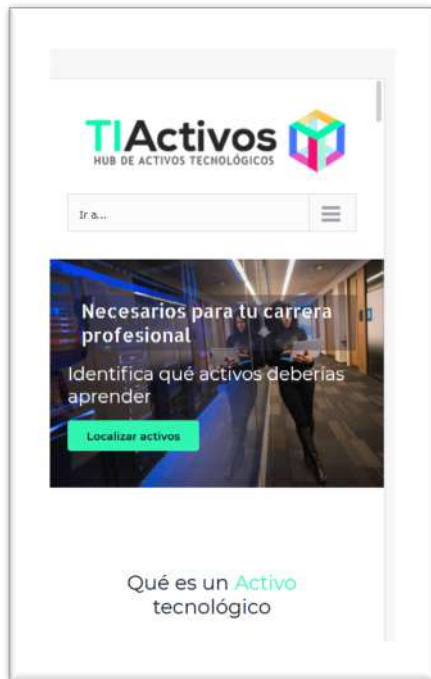 TIActivos
HUB DE ACTIVOS TECNOLÓGICOS
Ir a...
Necesarios para tu carrera
profesional
Identifica qué activos deberías
aprender
Localizar activos
Qué es un Activo
tecnológico